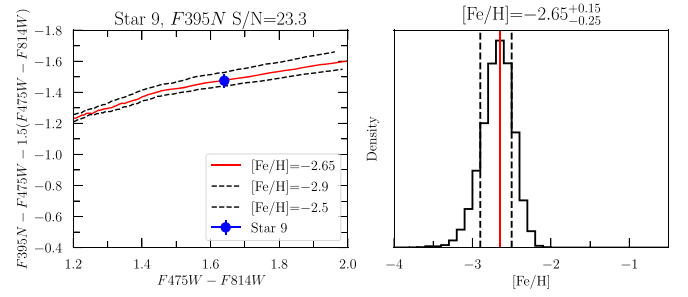 Star 9, F395N S/N=23.3
F395N − F475W − 1.5(F475W − F814W)
−1.8
−1.6
−1.4
−1.2
−1.0
−0.8
−0.6
−0.4
[Fe/H]=−2.65
[Fe/H]=−2.9
[Fe/H]=−2.5
Star 9
1.2 1.4 1.6 1.8 2.0
F475W − F814W
[Fe/H]=−2.65+0.15−0.25
Density
−4 −3 −2 −1
[Fe/H]